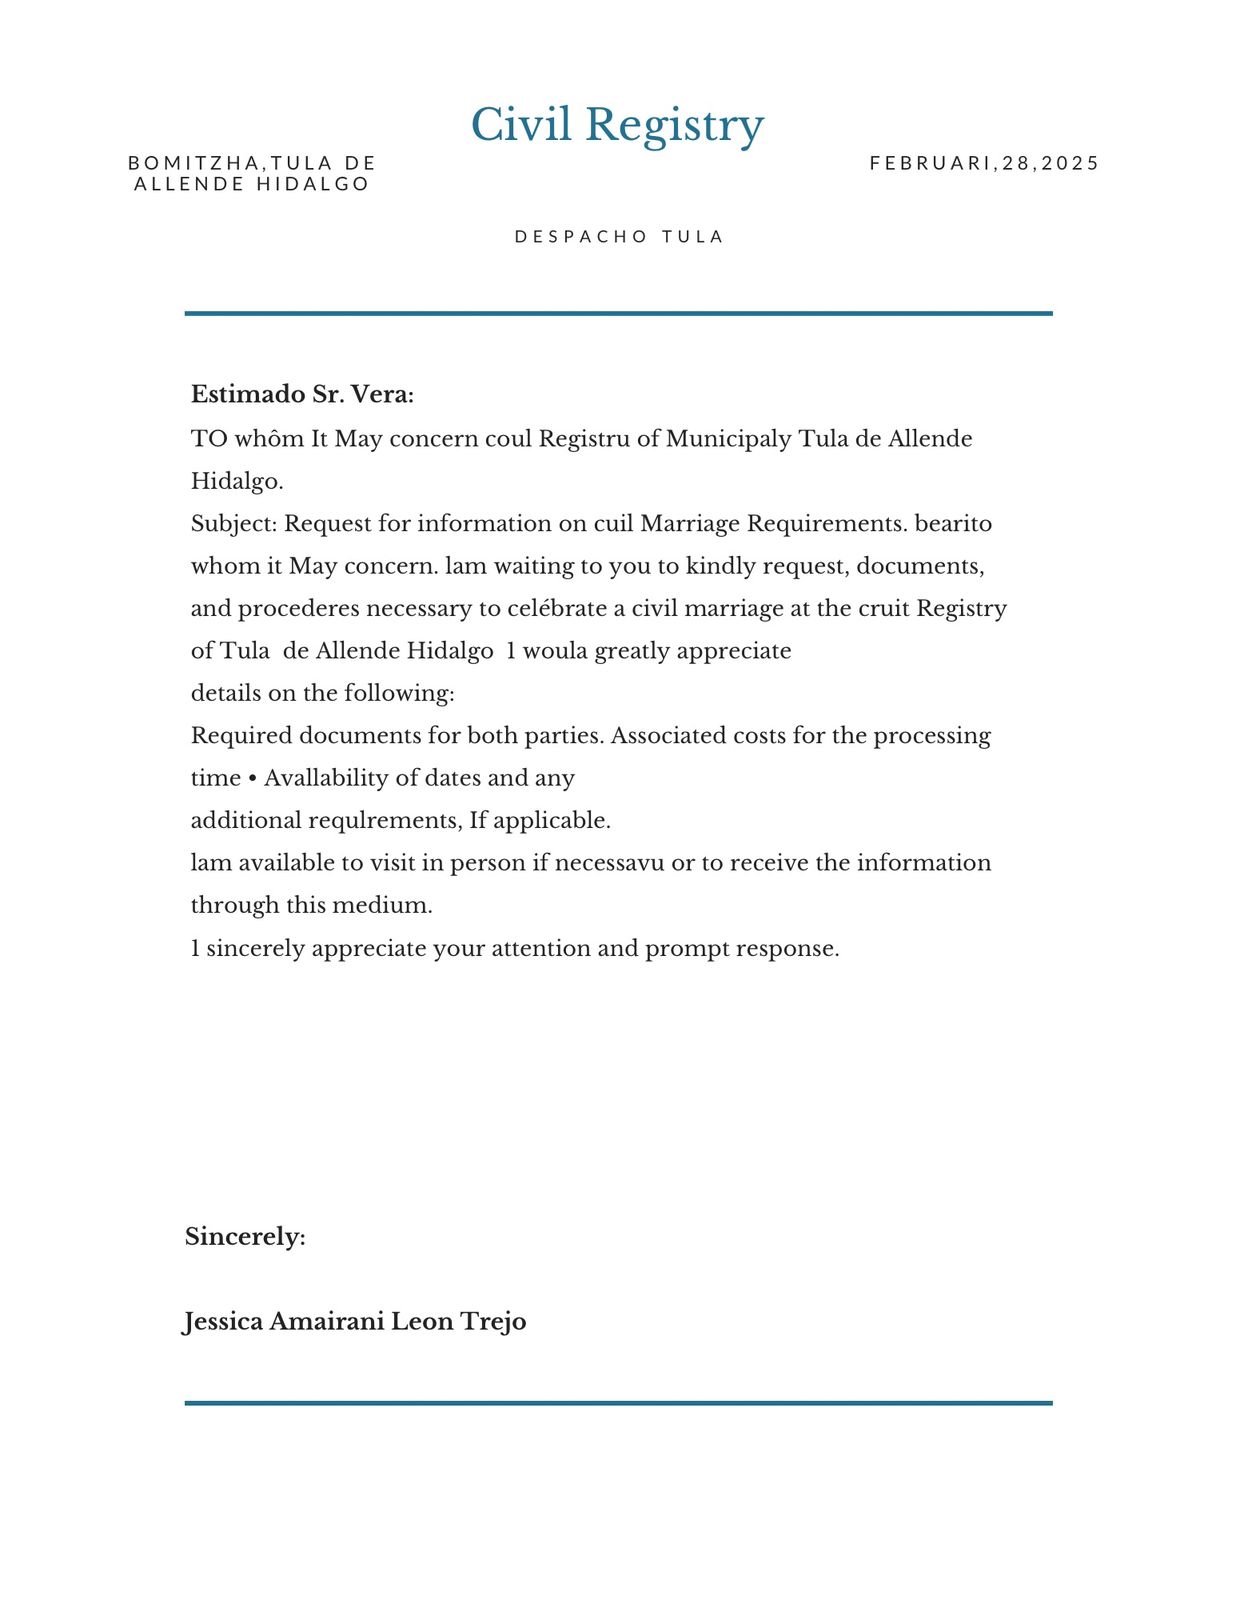 Civil Registry
BOMITZHA,TULA DE
ALLENDE HIDALGO
FEBRUARI,28,2025
DESPACHO TULA
Estimado Sr. Vera:
TO whôm It May concern coul Registru of Municipaly Tula de Allende
Hidalgo.
Subject: Request for information on cuil Marriage Requirements. bearito
whom it May concern. lam waiting to you to kindly request, documents,
and procederes necessary to celébrate a civil marriage at the cruit Registry
of Tula  de Allende Hidalgo  1 woula greatly appreciate
details on the following:
Required documents for both parties. Associated costs for the processing
time • Avallability of dates and any
additional requlrements, If applicable.
lam available to visit in person if necessavu or to receive the information
through this medium.
1 sincerely appreciate your attention and prompt response.
Sincerely:
Jessica Amairani Leon Trejo